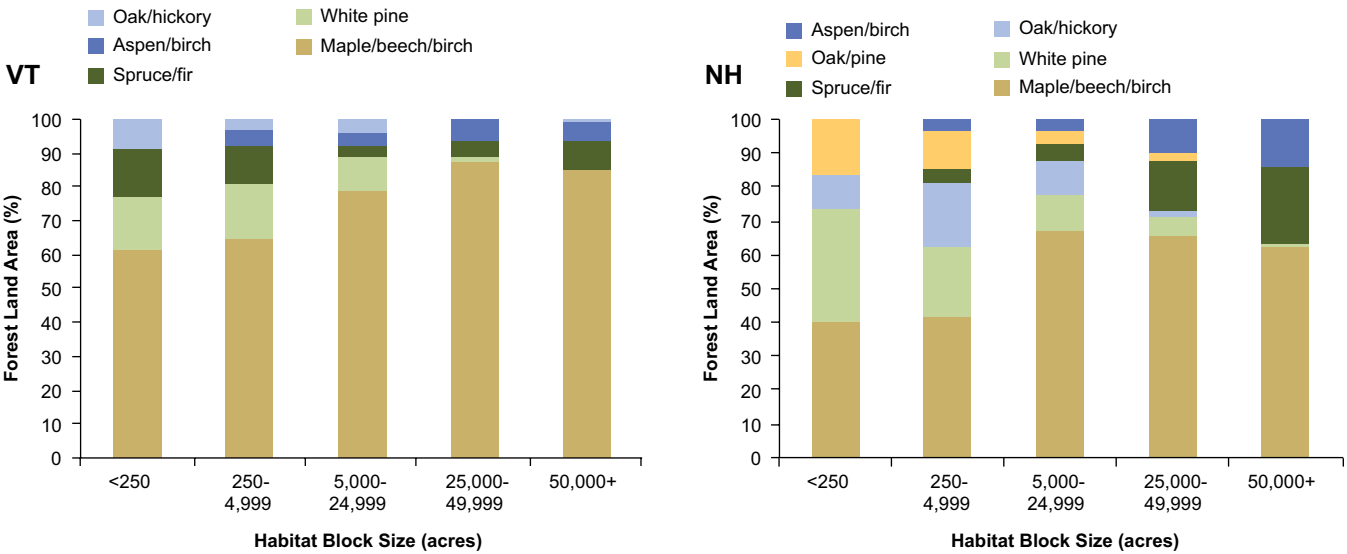 Oak/hickory
White pine
Aspen/birch
Maple/beech/birch
Spruce/fir
VT
Forest Land Area (%)
100
90
80
70
60
50
40
30
20
10
0
<250
250-
4,999
5,000-
24,999
25,000-
49,999
50,000+
Habitat Block Size (acres)
Aspen/birch
Oak/hickory
Oak/pine
White pine
Spruce/fir
Maple/beech/birch
NH
Forest Land Area (%)
100
90
80
70
60
50
40
30
20
10
0
<250
250-
4,999
5,000-
24,999
25,000-
49,999
50,000+
Habitat Block Size (acres)